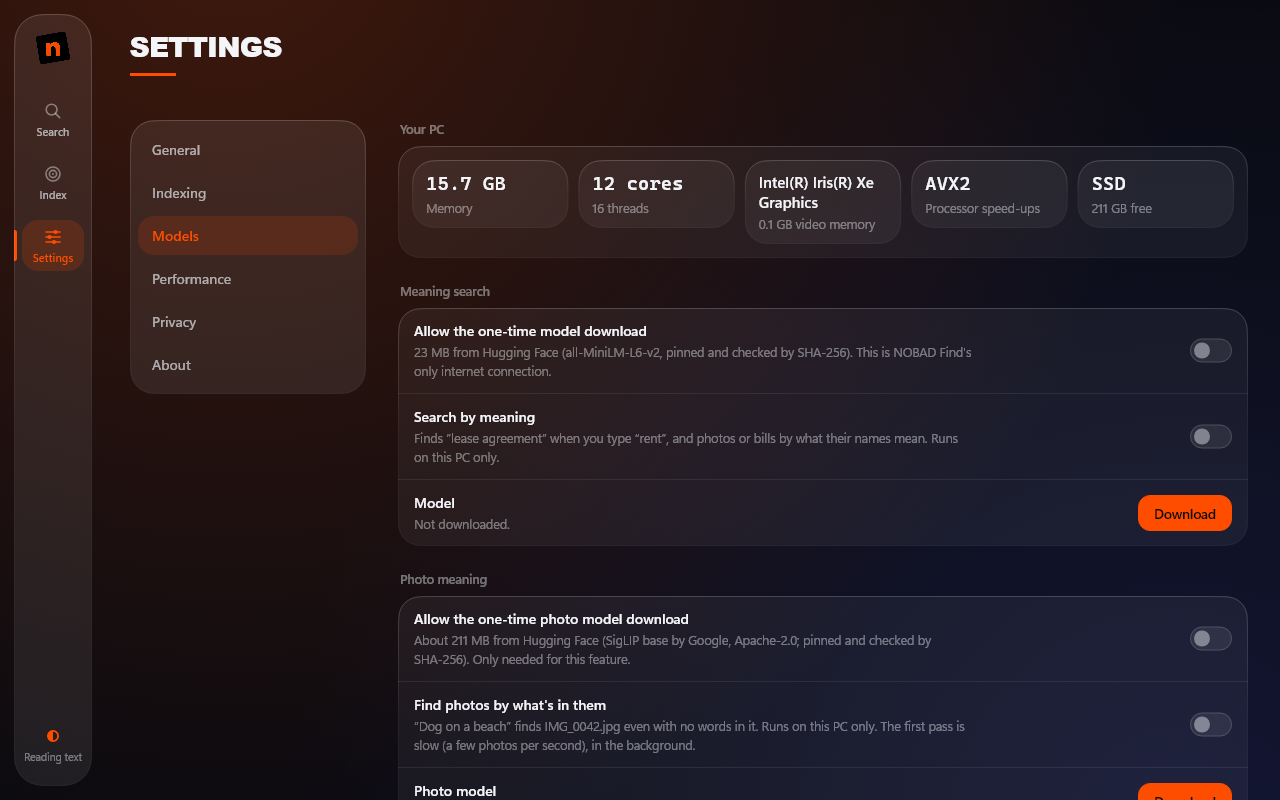 n
Search
Index
Settings
Reading text
SETTINGS
General
Indexing
Models
Performance
Privacy
About
Your PC
15.7 GB
Memory
12 cores
16 threads
Intel(R) Iris(R) Xe
Graphics
0.1 GB video memory
AVX2
Processor speed-ups
SSD
211 GB free
Meaning search
Allow the one-time model download
23 MB from Hugging Face (all-MiniLM-L6-v2, pinned and checked by SHA-256). This is NOBAD Find's
only internet connection.
Search by meaning
Finds “lease agreement” when you type “rent”, and photos or bills by what their names mean. Runs
on this PC only.
Model
Not downloaded.
Download
Photo meaning
Allow the one-time photo model download
About 211 MB from Hugging Face (SigLIP base by Google, Apache-2.0; pinned and checked by
SHA-256). Only needed for this feature.
Find photos by what's in them
“Dog on a beach” finds IMG_0042.jpg even with no words in it. Runs on this PC only. The first pass is
slow (a few photos per second), in the background.
Photo model
Download